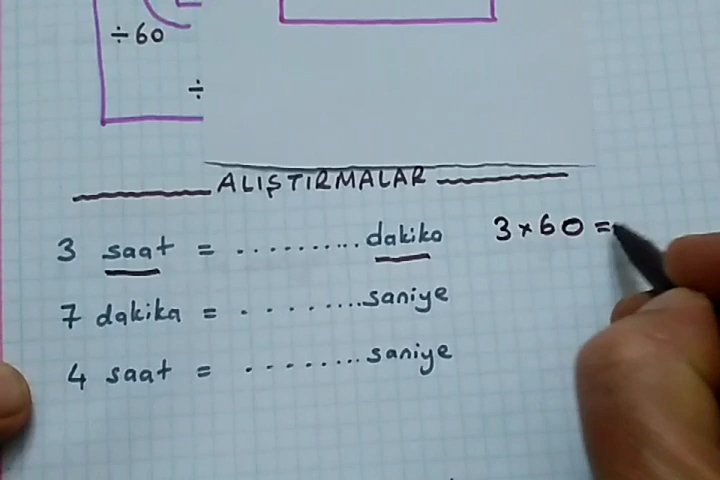 ÷60
÷
ALIŞTIRMALAR
3 saat = .......... dakika 3×60=
7 dakika = ......... saniye
4 saat = ........ saniye